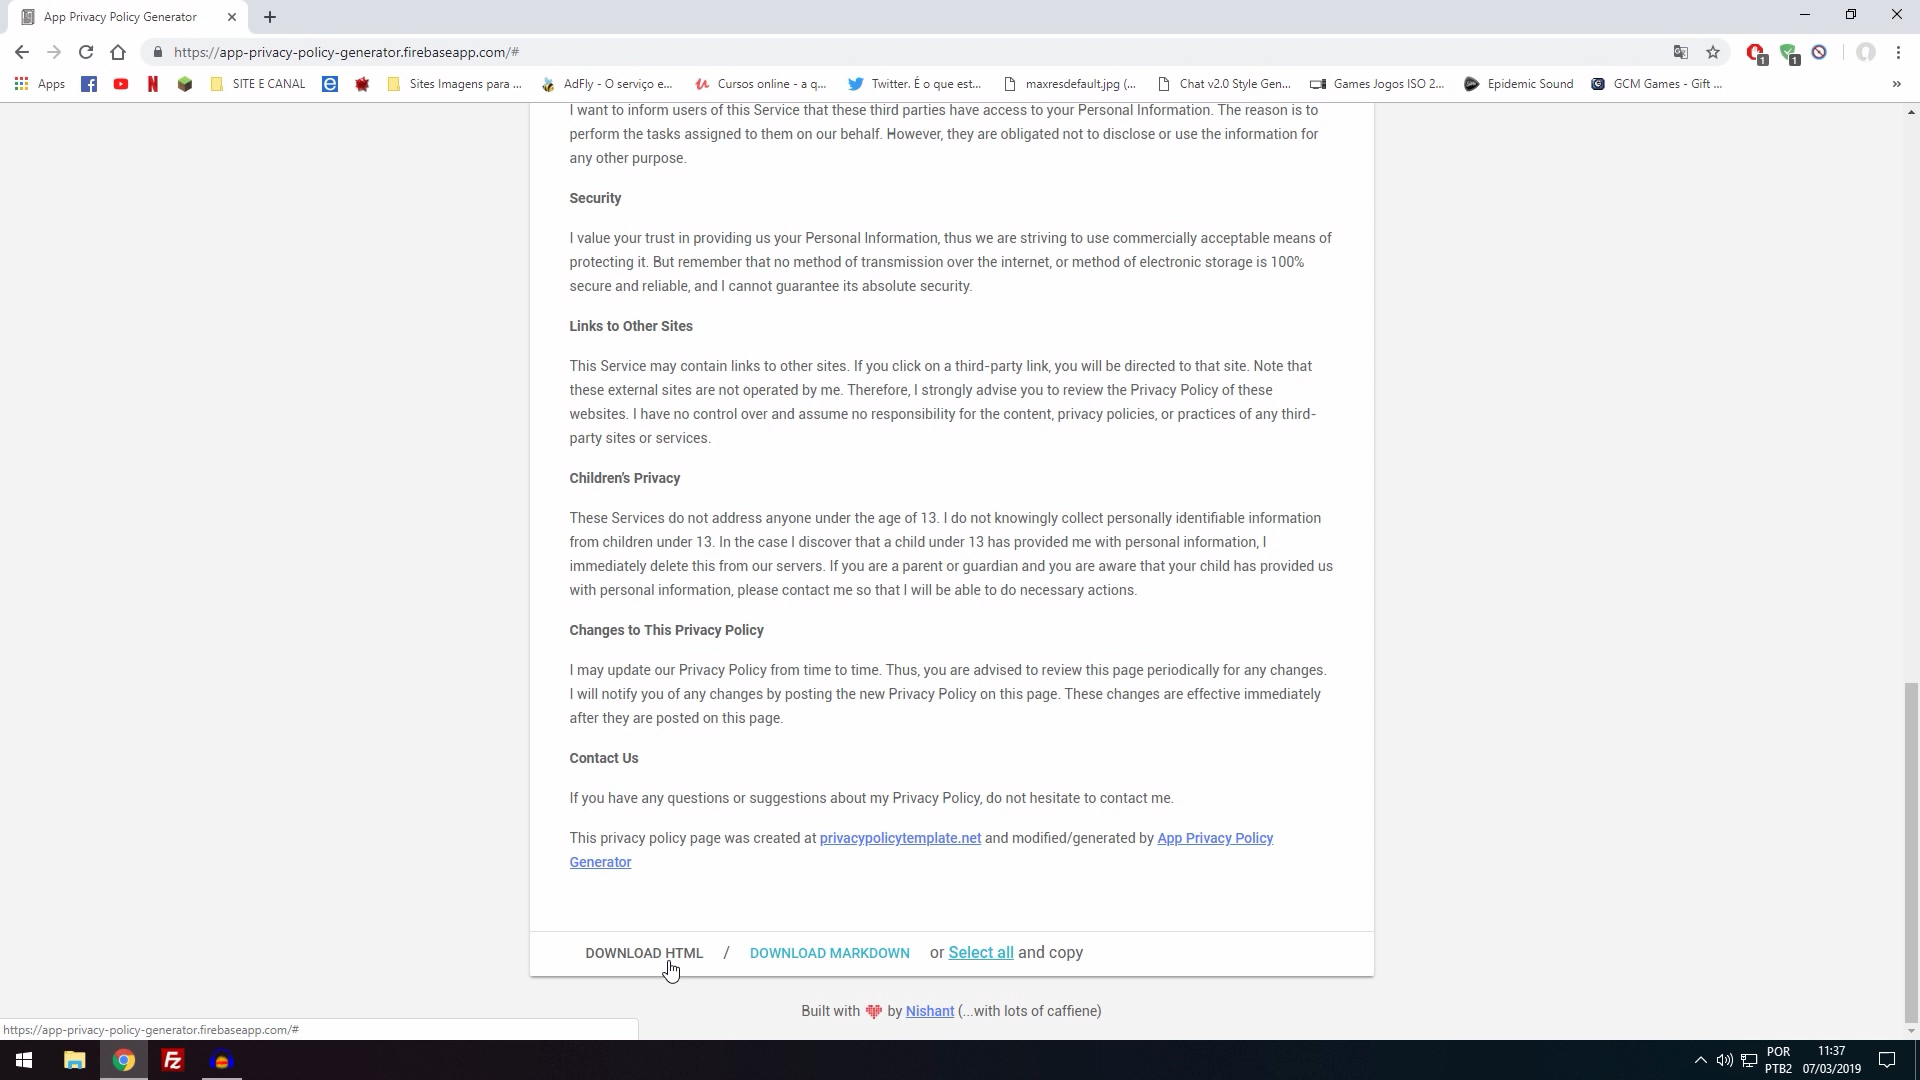 App Privacy Policy Generator
https://app-privacy-policy-generator.firebaseapp.com/#
1
1
Apps
SITE E CANAL
Sites Imagens para ...
AdFly - O serviço e...
Cursos online - a q...
Twitter. É o que est...
maxresdefault.jpg (...
Chat v2.0 Style Gen...
Games Jogos ISO 2...
Epidemic Sound
GCM Games - Gift ...
»
I want to inform users of this Service that these third parties have access to your Personal Information. The reason is to
perform the tasks assigned to them on our behalf. However, they are obligated not to disclose or use the information for
any other purpose.
Security
I value your trust in providing us your Personal Information, thus we are striving to use commercially acceptable means of
protecting it. But remember that no method of transmission over the internet, or method of electronic storage is 100%
secure and reliable, and I cannot guarantee its absolute security.
Links to Other Sites
This Service may contain links to other sites. If you click on a third-party link, you will be directed to that site. Note that
these external sites are not operated by me. Therefore, I strongly advise you to review the Privacy Policy of these
websites. I have no control over and assume no responsibility for the content, privacy policies, or practices of any third-
party sites or services.
Children’s Privacy
These Services do not address anyone under the age of 13. I do not knowingly collect personally identifiable information
from children under 13. In the case I discover that a child under 13 has provided me with personal information, I
immediately delete this from our servers. If you are a parent or guardian and you are aware that your child has provided us
with personal information, please contact me so that I will be able to do necessary actions.
Changes to This Privacy Policy
I may update our Privacy Policy from time to time. Thus, you are advised to review this page periodically for any changes.
I will notify you of any changes by posting the new Privacy Policy on this page. These changes are effective immediately
after they are posted on this page.
Contact Us
If you have any questions or suggestions about my Privacy Policy, do not hesitate to contact me.
This privacy policy page was created at privacypolicytemplate.net and modified/generated by App Privacy Policy
Generator
DOWNLOAD HTML / DOWNLOAD MARKDOWN or Select all and copy
Built with by Nishant (...with lots of caffiene)
https://app-privacy-policy-generator.firebaseapp.com/#
POR
PTB2
11:37
07/03/2019